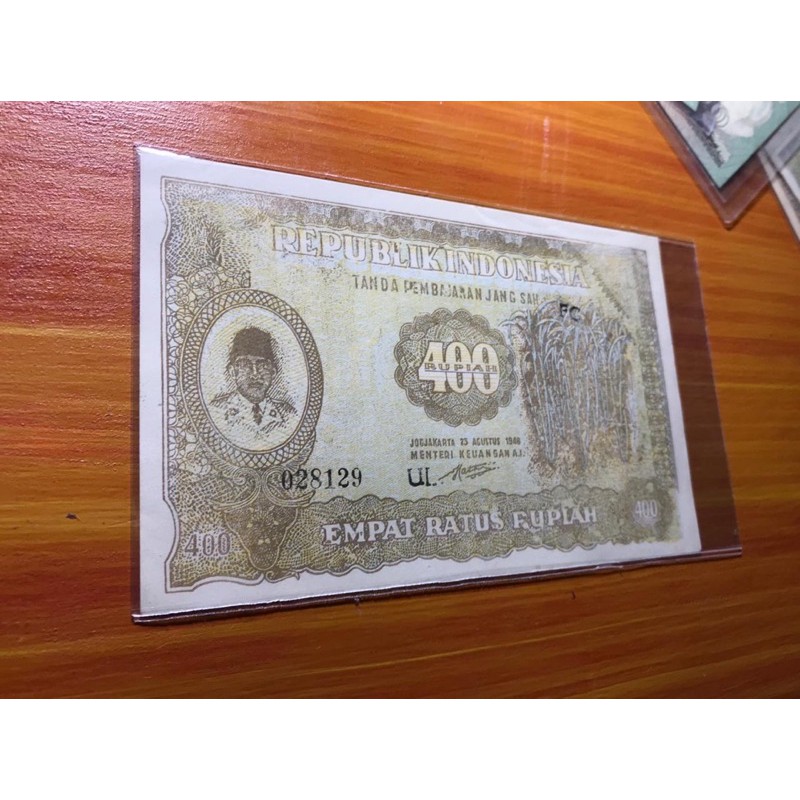 REPUBLIK INDONESIA
TANDA PEMBAJARAN JANG SAH
FC
400
RUPIAH
JOGJAKARTA 23 AGUSTUS 1948
MENTERI KEUANGAN A.I.
028129 UL
400 EMPAT RATUS RUPIAH 400